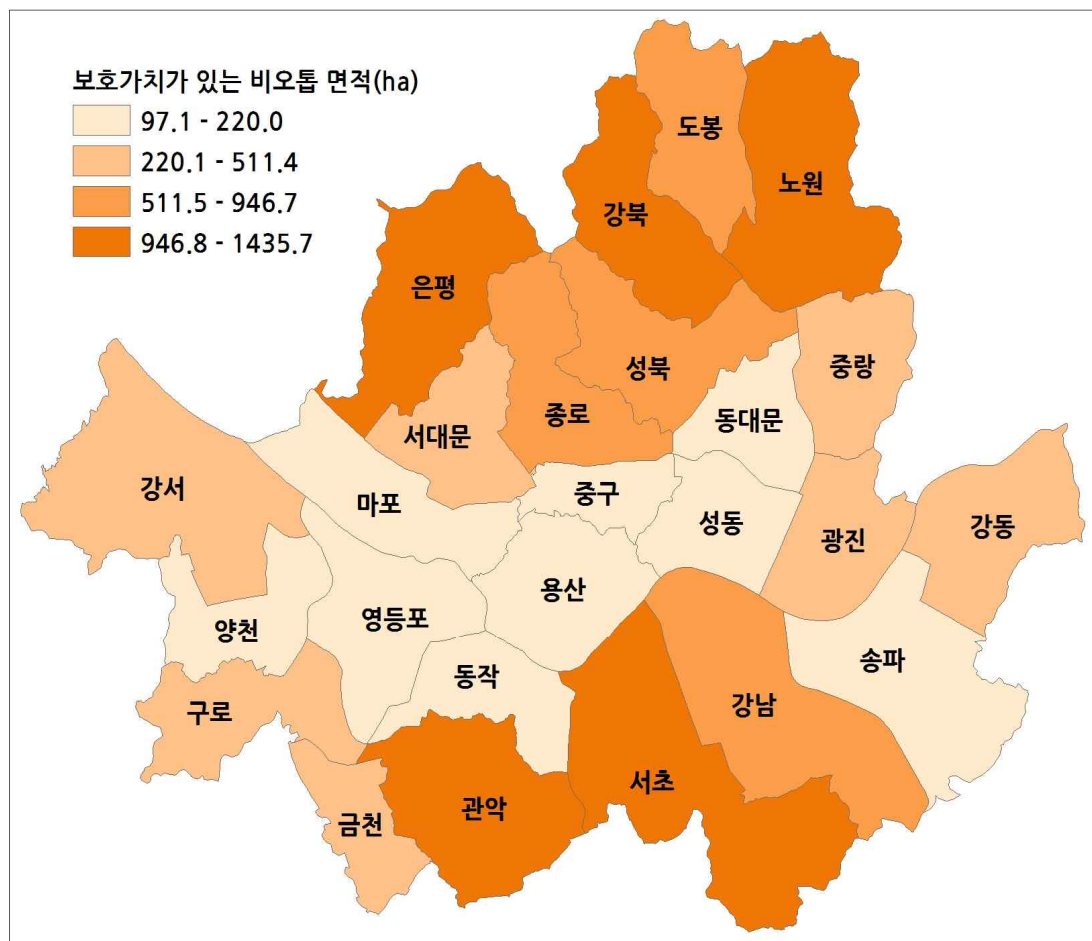 보호가치가 있는 비오톱 면적(ha)
97.1 - 220.0
220.1 - 511.4
511.5 - 946.7
946.8 - 1435.7
도봉
노원
강북
은평
성북
중랑
종로
동대문
서대문
강서
마포
중구
성동
광진
강동
용산
영등포
양천
송파
동작
구로
강남
서초
관악
금천